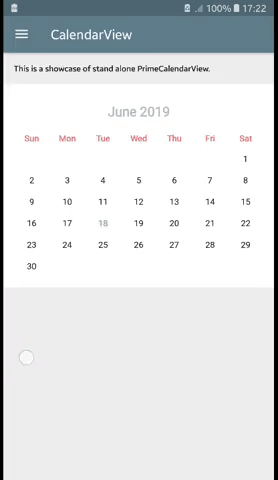 100% 17:22
CalendarView
This is a showcase of stand alone PrimeCalendarView.
June 2019
Sun Mon Tue Wed Thu Fri Sat
1
2 3 4 5 6 7 8
9 10 11 12 13 14 15
16 17 18 19 20 21 22
23 24 25 26 27 28 29
30